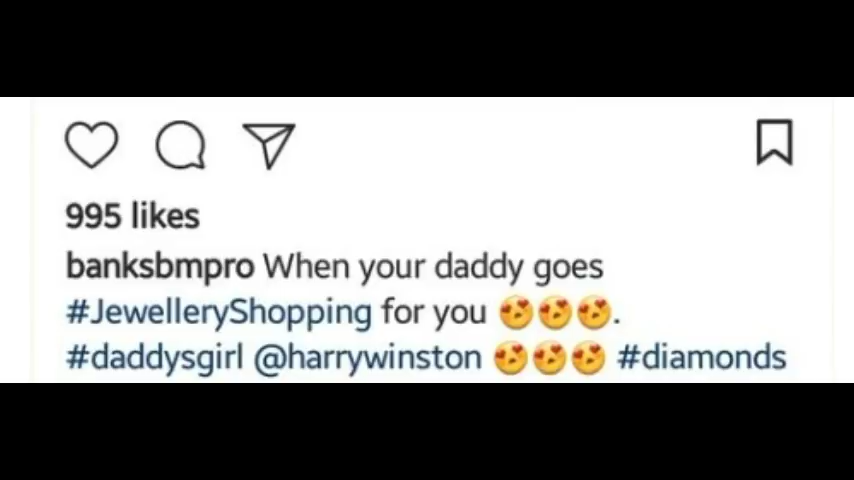 995 likes
banksbmpro When your daddy goes
#JewelleryShopping for you 😍😍😍.
#daddysgirl @harrywinston 😍😍😍 #diamonds